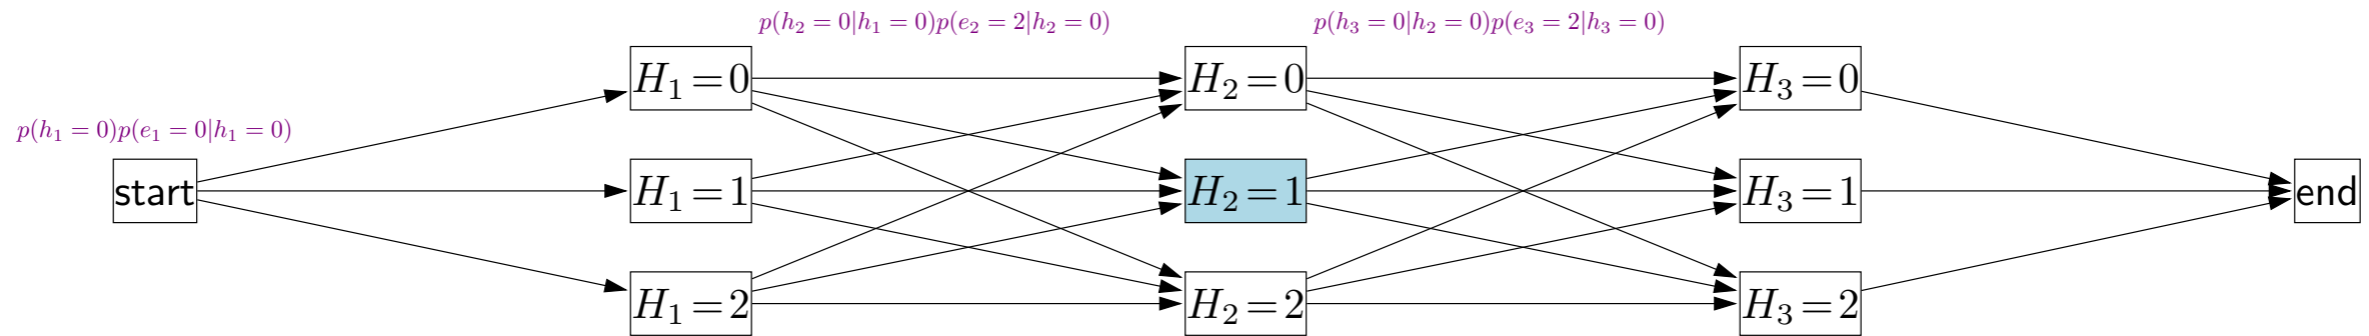 p(h₂ = 0|h₁ = 0)p(e₂ = 2|h₂ = 0)
p(h₃ = 0|h₂ = 0)p(e₃ = 2|h₃ = 0)
H₁ = 0
H₂ = 0
H₃ = 0
p(h₁ = 0)p(e₁ = 0|h₁ = 0)
start
H₁ = 1
H₂ = 1
H₃ = 1
end
H₁ = 2
H₂ = 2
H₃ = 2